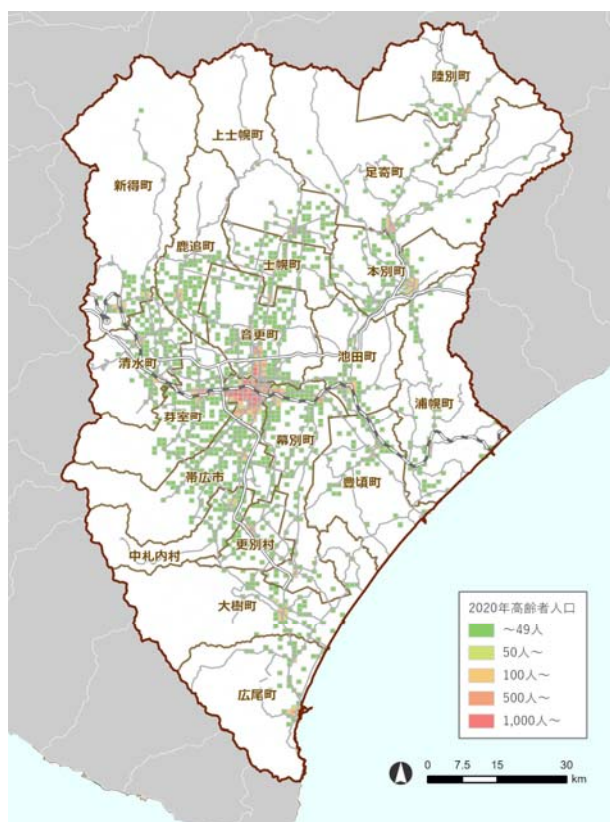 陸別町
上士幌町
足寄町
新得町
鹿追町
士幌町
本別町
音更町
池田町
清水町
浦幌町
芽室町
幕別町
帯広市
豊頃町
更別村
中札内村
大樹町
広尾町
2020年高齢者人口
～49人
50人～
100人～
500人～
1,000人～
0 7.5 15 30
km